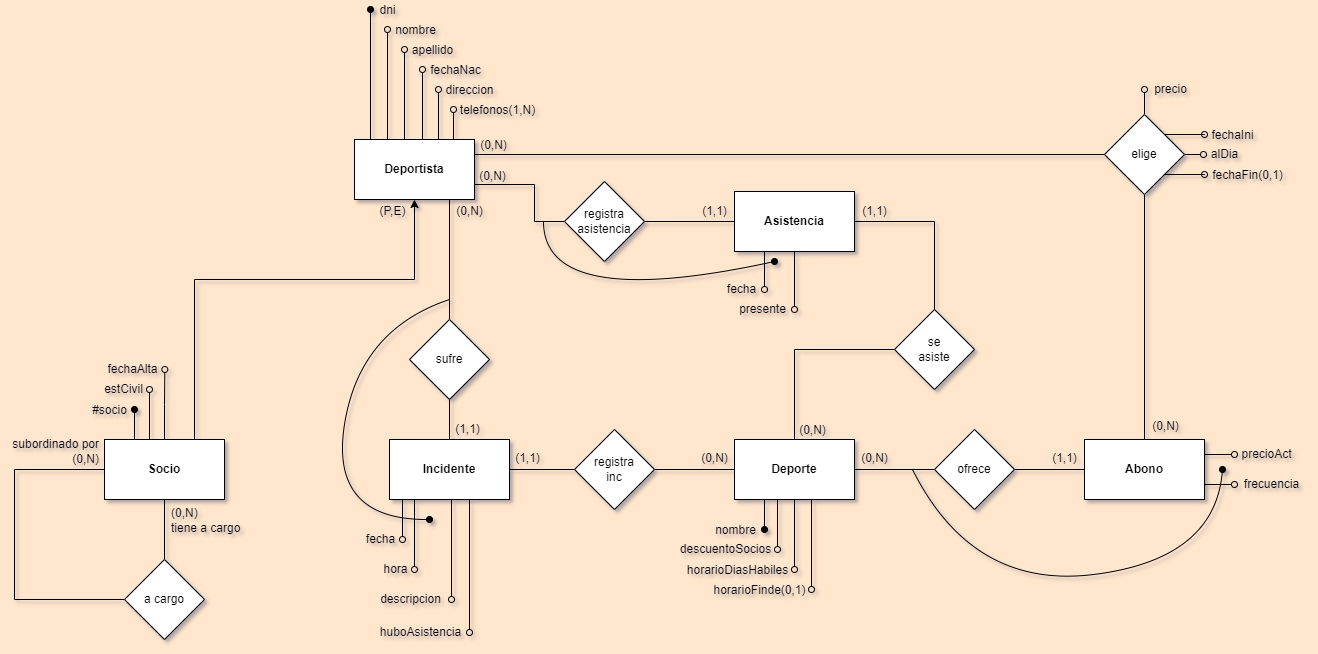 dni
nombre
apellido
fechaNac
direccion
telefonos(1,N)
precio
(0,N)
Deportista
(0,N)
elige
fechaIni
alDia
fechaFin(0,1)
(P,E)
(0,N)
registra
asistencia
(1,1)
Asistencia
(1,1)
fecha
presente
sufre
se
asiste
fechaAlta
estCivil
#socio
subordinado por
(0,N)
Socio
(0,N)
tiene a cargo
a cargo
(1,1)
Incidente
(1,1)
registra
inc
(0,N)
(0,N)
Deporte
(0,N)
ofrece
(1,1)
(0,N)
Abono
precioAct
frecuencia
fecha
hora
descripcion
huboAsistencia
nombre
descuentoSocios
horarioDiasHabiles
horarioFinde(0,1)